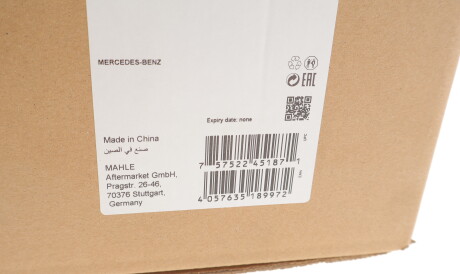 MERCEDES-BENZ
EAC
Expiry date: none
Made in China
صنع في الصين
MAHLE
Aftermarket GmbH,
Pragstr. 26-46,
70376 Stuttgart,
Germany
7 57522 45187 1
4 057635 189972